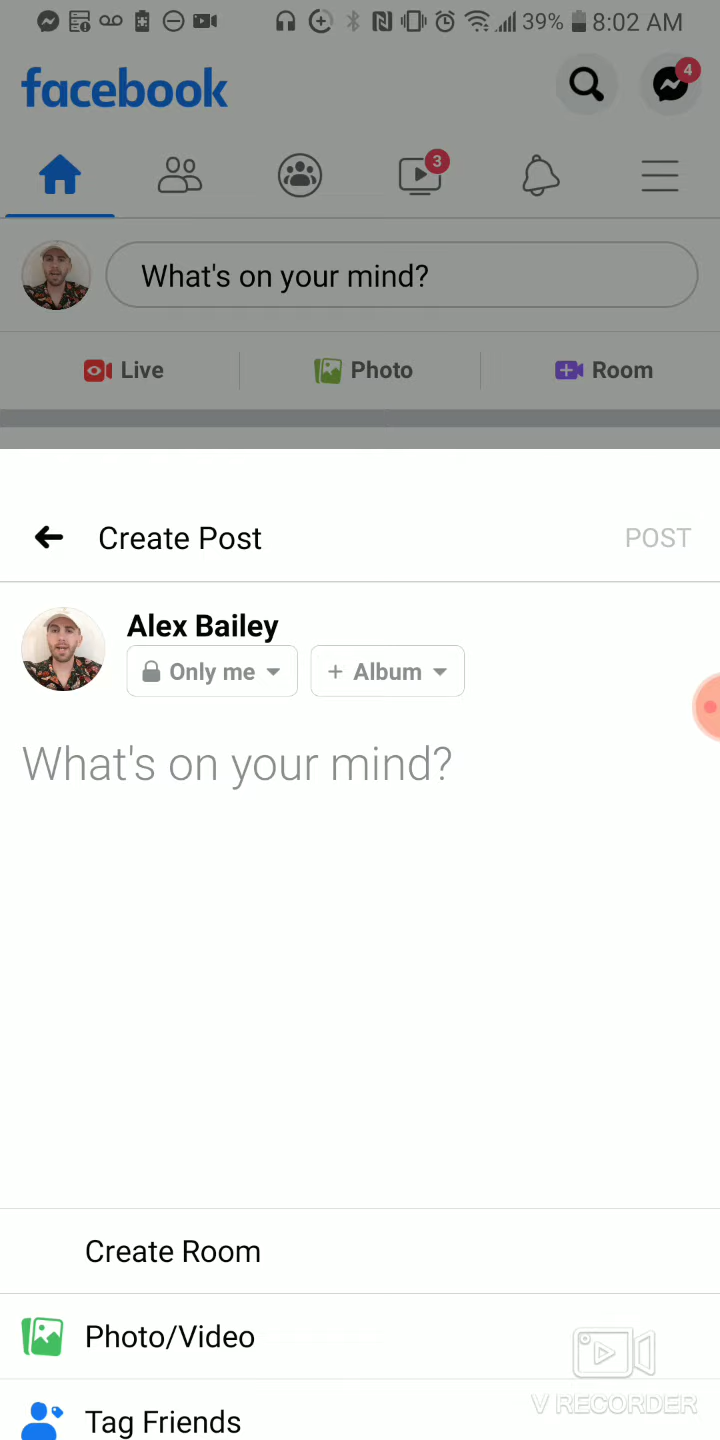 39% 8:02 AM
facebook
4
3
What's on your mind?
Live Photo Room
Create Post POST
Alex Bailey
Only me + Album
What's on your mind?
Create Room
Photo/Video
V RECORDER
Tag Friends